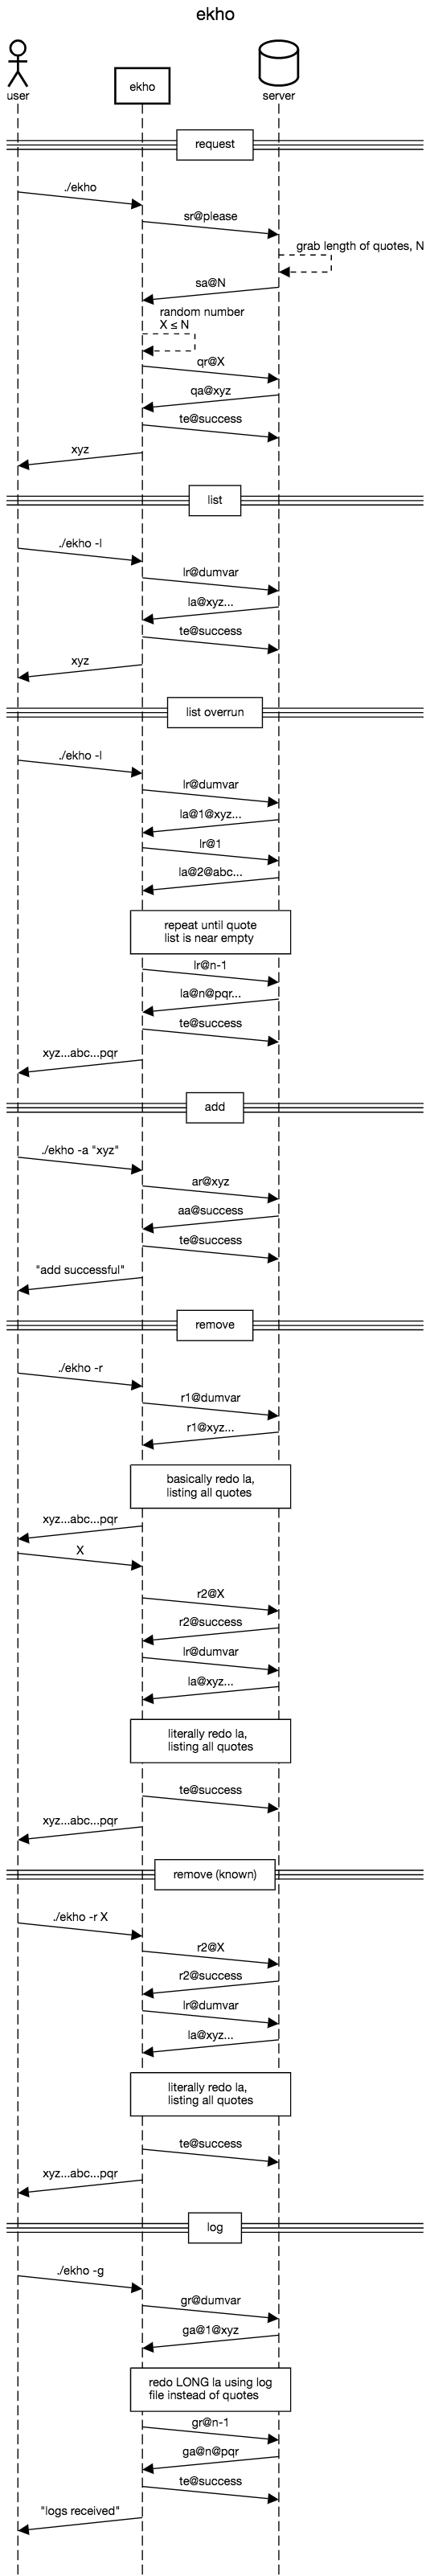 ekho
user
ekho
server
request
./ekho
sr@please
grab length of quotes, N
sa@N
random number
X ≤ N
qr@X
qa@xyz
te@success
xyz
list
./ekho -l
lr@dumvar
la@xyz...
te@success
xyz
list overrun
./ekho -l
lr@dumvar
la@1@xyz...
lr@1
la@2@abc...
repeat until quote
list is near empty
lr@n-1
la@n@pqr...
te@success
xyz...abc...pqr
add
./ekho -a "xyz"
ar@xyz
aa@success
te@success
"add successful"
remove
./ekho -r
r1@dumvar
r1@xyz...
basically redo la,
listing all quotes
xyz...abc...pqr
X
r2@X
r2@success
lr@dumvar
la@xyz...
literally redo la,
listing all quotes
te@success
xyz...abc...pqr
remove (known)
./ekho -r X
r2@X
r2@success
lr@dumvar
la@xyz...
literally redo la,
listing all quotes
te@success
xyz...abc...pqr
log
./ekho -g
gr@dumvar
ga@1@xyz
redo LONG la using log
file instead of quotes
gr@n-1
ga@n@pqr
te@success
"logs received"